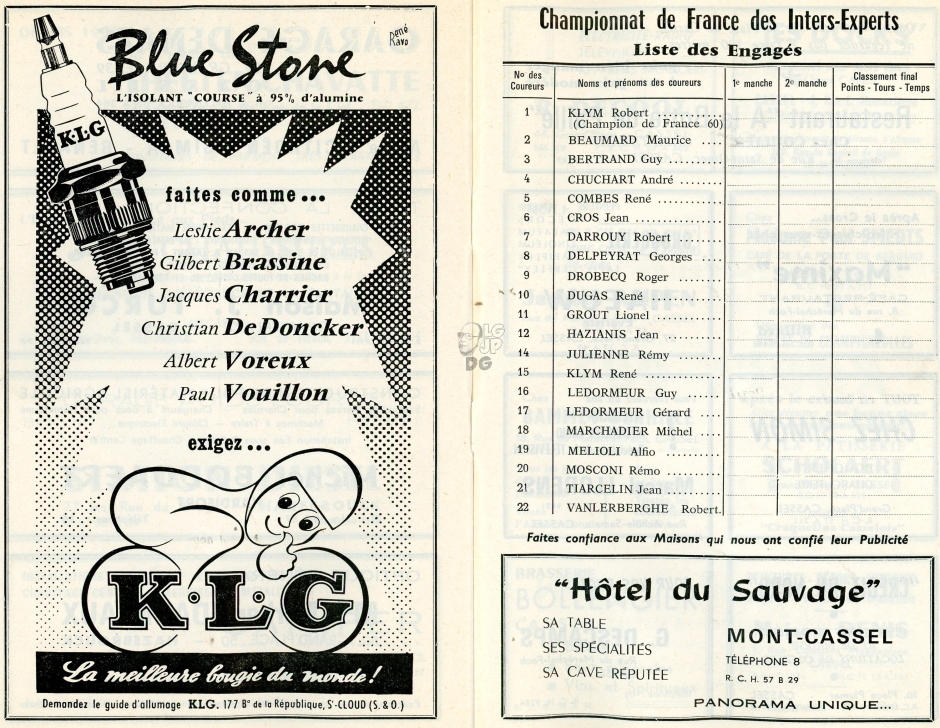 Blue Stone
René Ravo
L'ISOLANT "COURSE" à 95% d'alumine
KLG
faites comme...
Leslie Archer
Gilbert Brassine
Jacques Charrier
Christian De Doncker
Albert Voreux
Paul Vouillon
exigez...
K.L.G
La meilleure bougie du monde!
Demandez le guide d'allumage KLG. 177 Bd de la République, St-CLOUD (S. & O.)
Championnat de France des Inters-Experts
Liste des Engagés
Nos des Coureurs Noms et prénoms des coureurs 1e manche 2e manche Classement final Points - Tours - Temps
1 KLYM Robert ..........
(Champion de France 60)
2 BEAUMARD Maurice ...
3 BERTRAND Guy ........
4 CHUCHART André ........
5 COMBES René ..........
6 CROS Jean .............
7 DARROUY Robert .......
8 DELPEYRAT Georges ....
9 DROBECQ Roger .......
10 DUGAS René ...........
11 GROUT Lionel ..........
12 HAZIANIS Jean ........
14 JULIENNE Rémy .......
15 KLYM René ............
16 LEDORMEUR Guy .....
17 LEDORMEUR Gérard ...
18 MARCHADIER Michel ...
19 MELIOLI Alfio ..........
20 MOSCONI Rémo ........
21 TIARCELIN Jean ....
22 VANLERBERGHE Robert.
Faites confiance aux Maisons qui nous ont confié leur Publicité
"Hôtel du Sauvage"
SA TABLE
SES SPÉCIALITÉS
SA CAVE RÉPUTÉE
MONT-CASSEL
TÉLÉPHONE 8
R. C. H. 57 B 29
PANORAMA UNIQUE...
LG
JP
DG